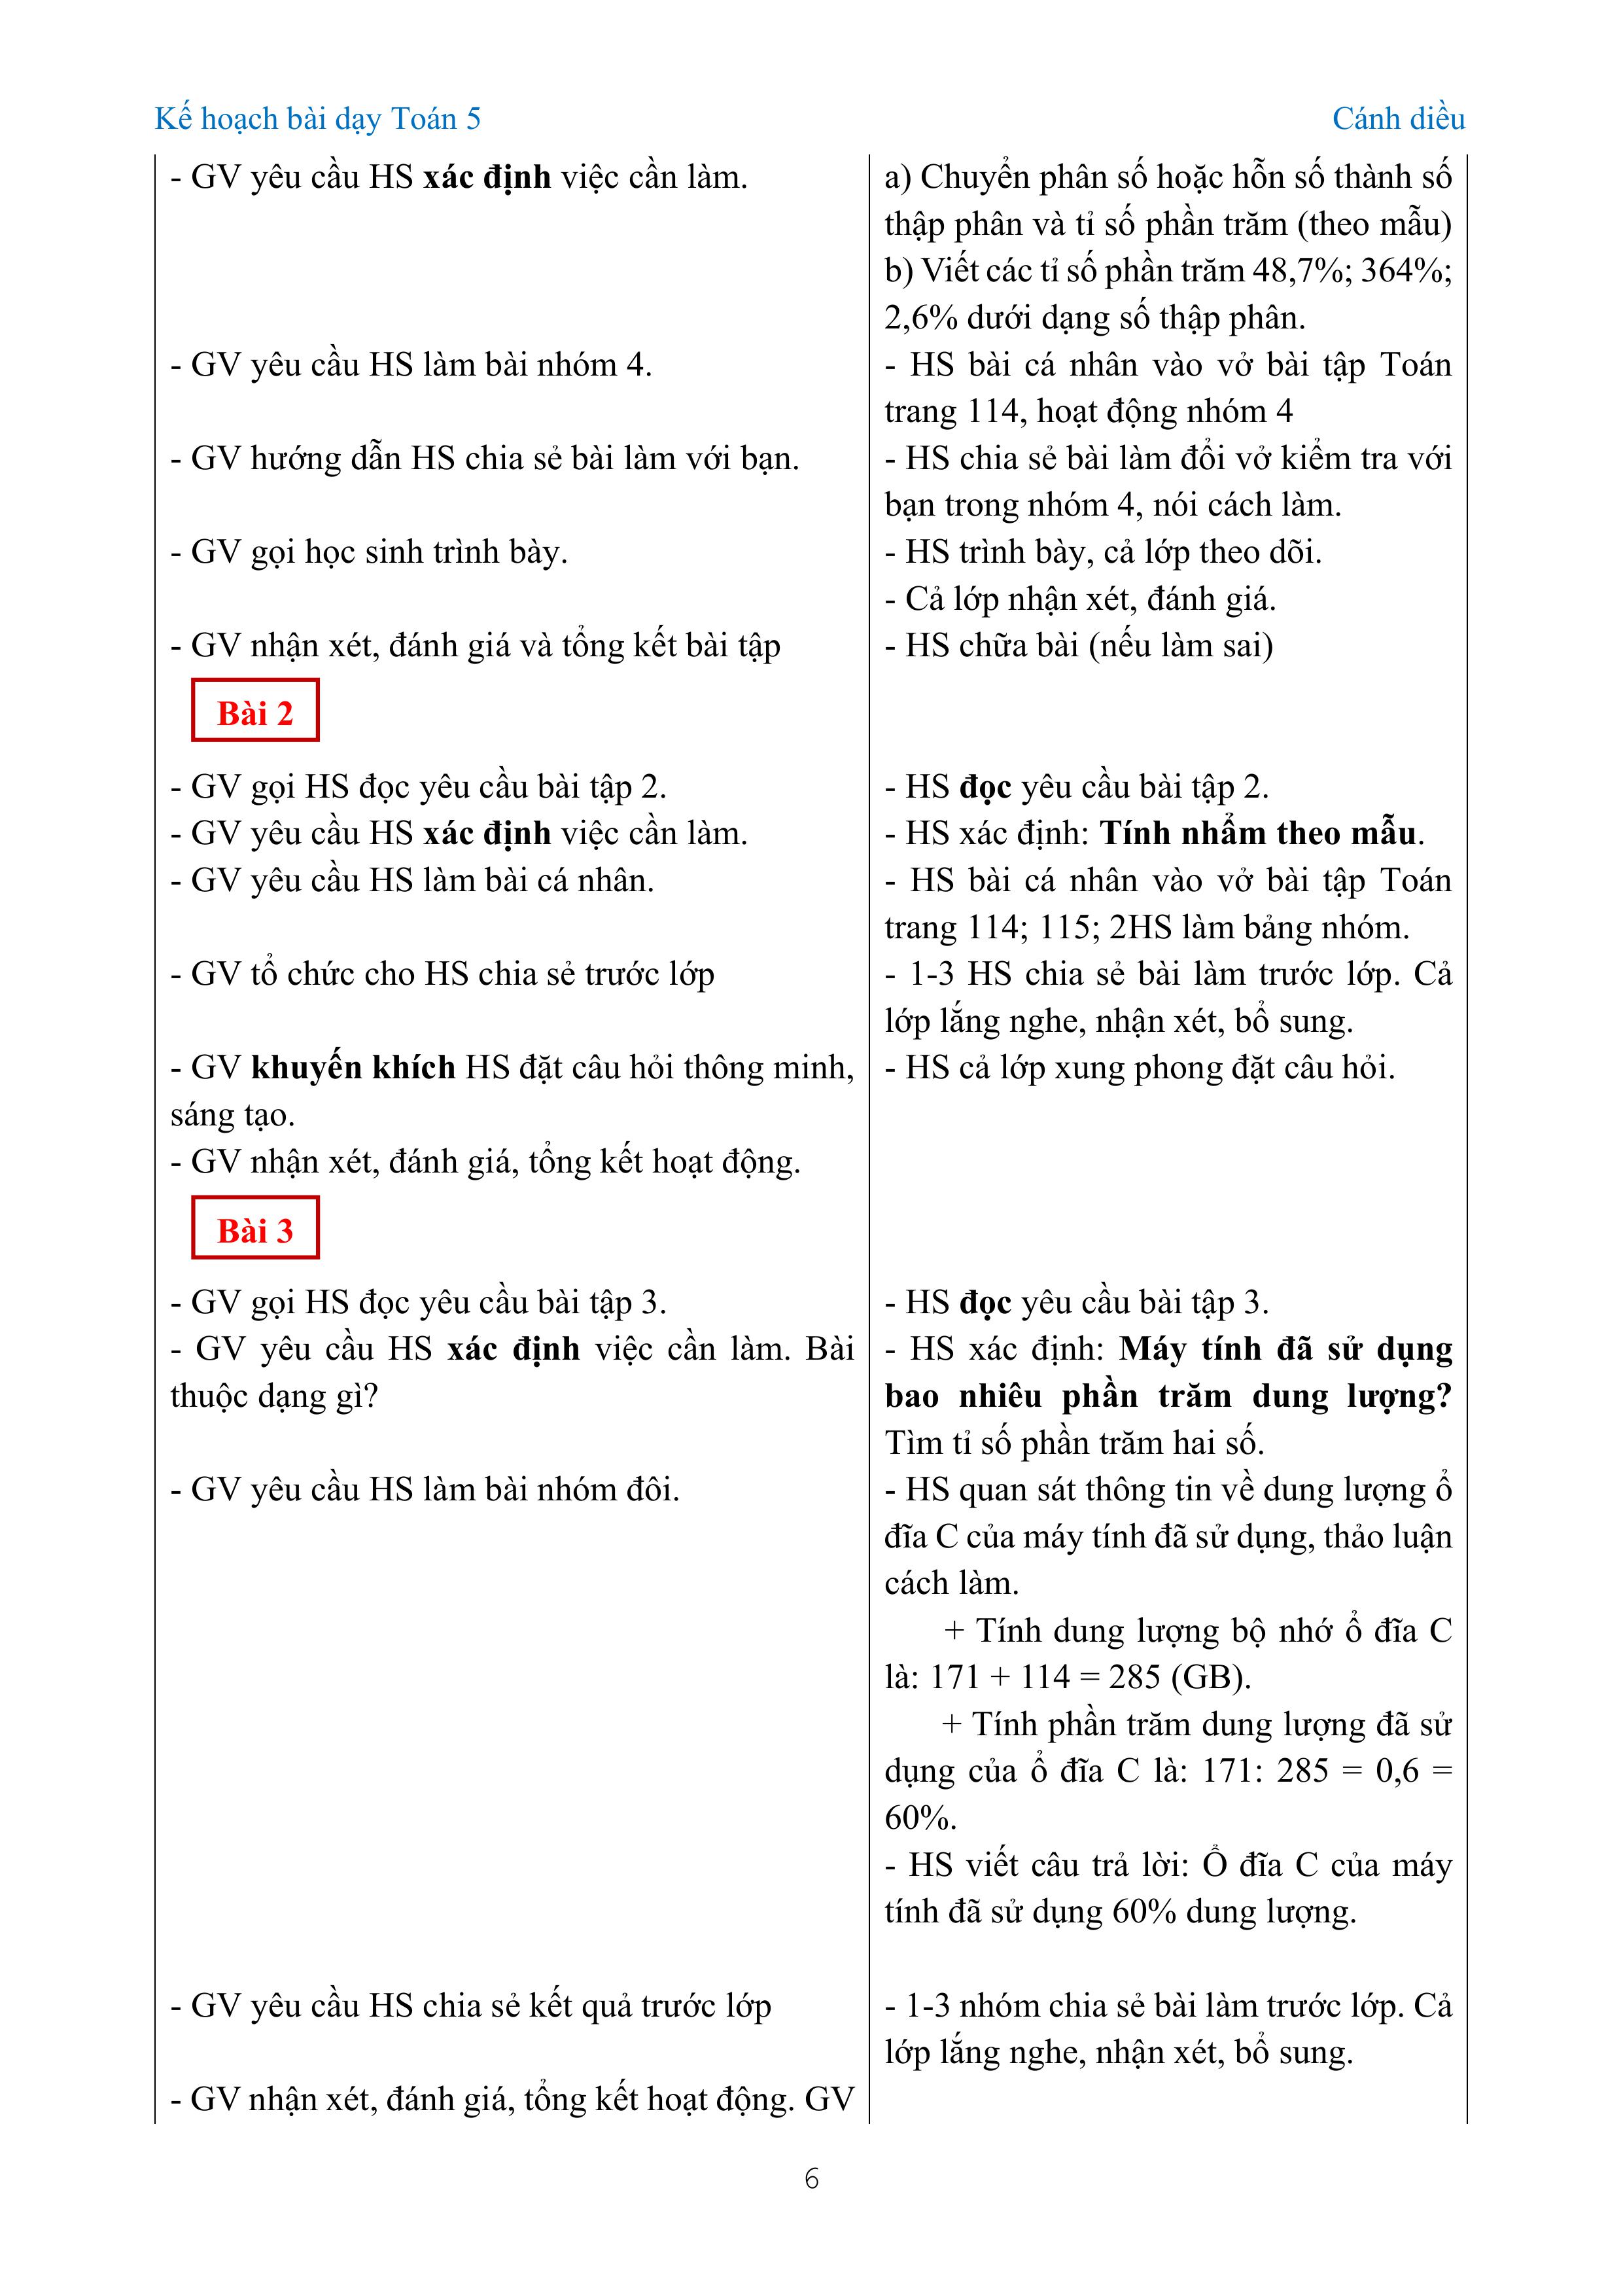 Kế hoạch bài dạy Toán 5
Cánh diều
- GV yêu cầu HS xác định việc cần làm.
a) Chuyển phân số hoặc hỗn số thành số
thập phân và tỉ số phần trăm (theo mẫu)
b) Viết các tỉ số phần trăm 48,7%; 364%;
2,6% dưới dạng số thập phân.
- GV yêu cầu HS làm bài nhóm 4.
- HS bài cá nhân vào vở bài tập Toán
trang 114, hoạt động nhóm 4
- GV hướng dẫn HS chia sẻ bài làm với bạn.
- HS chia sẻ bài làm đổi vở kiểm tra với
bạn trong nhóm 4, nói cách làm.
- GV gọi học sinh trình bày.
- HS trình bày, cả lớp theo dõi.
- Cả lớp nhận xét, đánh giá.
- GV nhận xét, đánh giá và tổng kết bài tập
- HS chữa bài (nếu làm sai)
Bài 2
- GV gọi HS đọc yêu cầu bài tập 2.
- HS đọc yêu cầu bài tập 2.
- GV yêu cầu HS xác định việc cần làm.
- HS xác định: Tính nhẩm theo mẫu.
- GV yêu cầu HS làm bài cá nhân.
- HS bài cá nhân vào vở bài tập Toán
trang 114; 115; 2HS làm bảng nhóm.
- GV tổ chức cho HS chia sẻ trước lớp
- 1-3 HS chia sẻ bài làm trước lớp. Cả
lớp lắng nghe, nhận xét, bổ sung.
- GV khuyến khích HS đặt câu hỏi thông minh,
sáng tạo.
- HS cả lớp xung phong đặt câu hỏi.
- GV nhận xét, đánh giá, tổng kết hoạt động.
Bài 3
- GV gọi HS đọc yêu cầu bài tập 3.
- HS đọc yêu cầu bài tập 3.
- GV yêu cầu HS xác định việc cần làm. Bài
thuộc dạng gì?
- HS xác định: Máy tính đã sử dụng
bao nhiêu phần trăm dung lượng?
Tìm tỉ số phần trăm hai số.
- GV yêu cầu HS làm bài nhóm đôi.
- HS quan sát thông tin về dung lượng ổ
đĩa C của máy tính đã sử dụng, thảo luận
cách làm.
+ Tính dung lượng bộ nhớ ổ đĩa C
là: 171 + 114 = 285 (GB).
+ Tính phần trăm dung lượng đã sử
dụng của ổ đĩa C là: 171: 285 = 0,6 =
60%.
- HS viết câu trả lời: Ổ đĩa C của máy
tính đã sử dụng 60% dung lượng.
- GV yêu cầu HS chia sẻ kết quả trước lớp
- 1-3 nhóm chia sẻ bài làm trước lớp. Cả
lớp lắng nghe, nhận xét, bổ sung.
- GV nhận xét, đánh giá, tổng kết hoạt động. GV
6